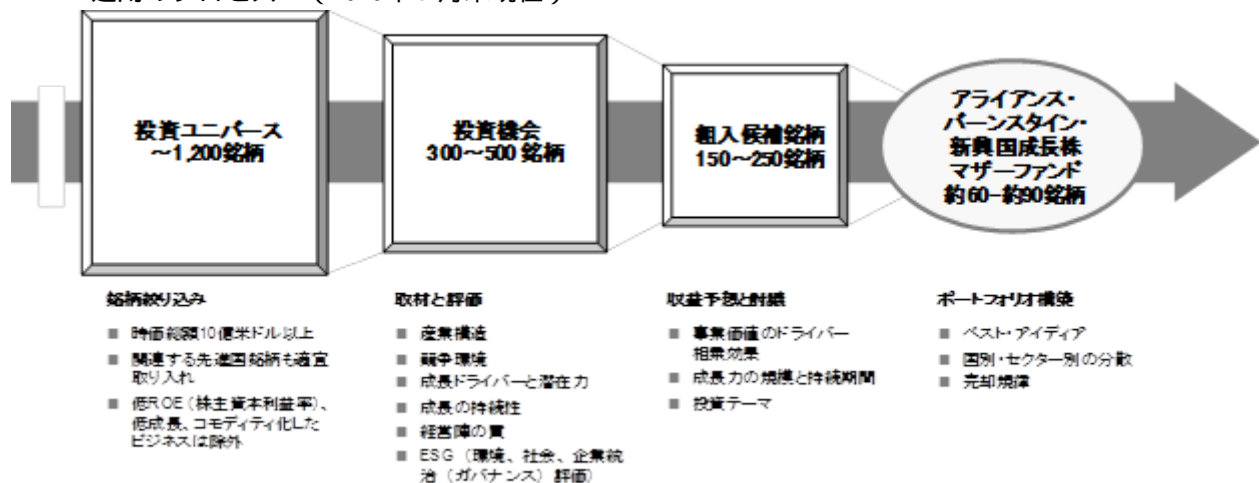 投資ユニバース
～1,200銘柄
投資機会
300～500 銘柄
組入候補銘柄
150～250銘柄
アライアンス・
バーンスタイン・
新興国成長株
マザーファンド
約60-約90銘柄
銘柄絞り込み
■ 時価総額10億米ドル以上
■ 関連する先進国銘柄も適宜
取り入れ
■ 低ROE（株主資本利益率）、
低成長、コモディティ化した
ビジネスは除外
取材と評価
■ 産業構造
■ 競争環境
■ 成長ドライバーと潜在力
■ 成長の持続性
■ 経営陣の質
■ ESG（環境、社会、企業統
治（ガバナンス）評価）
収益予想と討議
■ 事業価値のドライバー
相乗効果
■ 成長力の規模と持続期間
■ 投資テーマ
ポートフォリオ構築
■ ベスト・アイディア
■ 国別・セクター別の分散
■ 売却規律